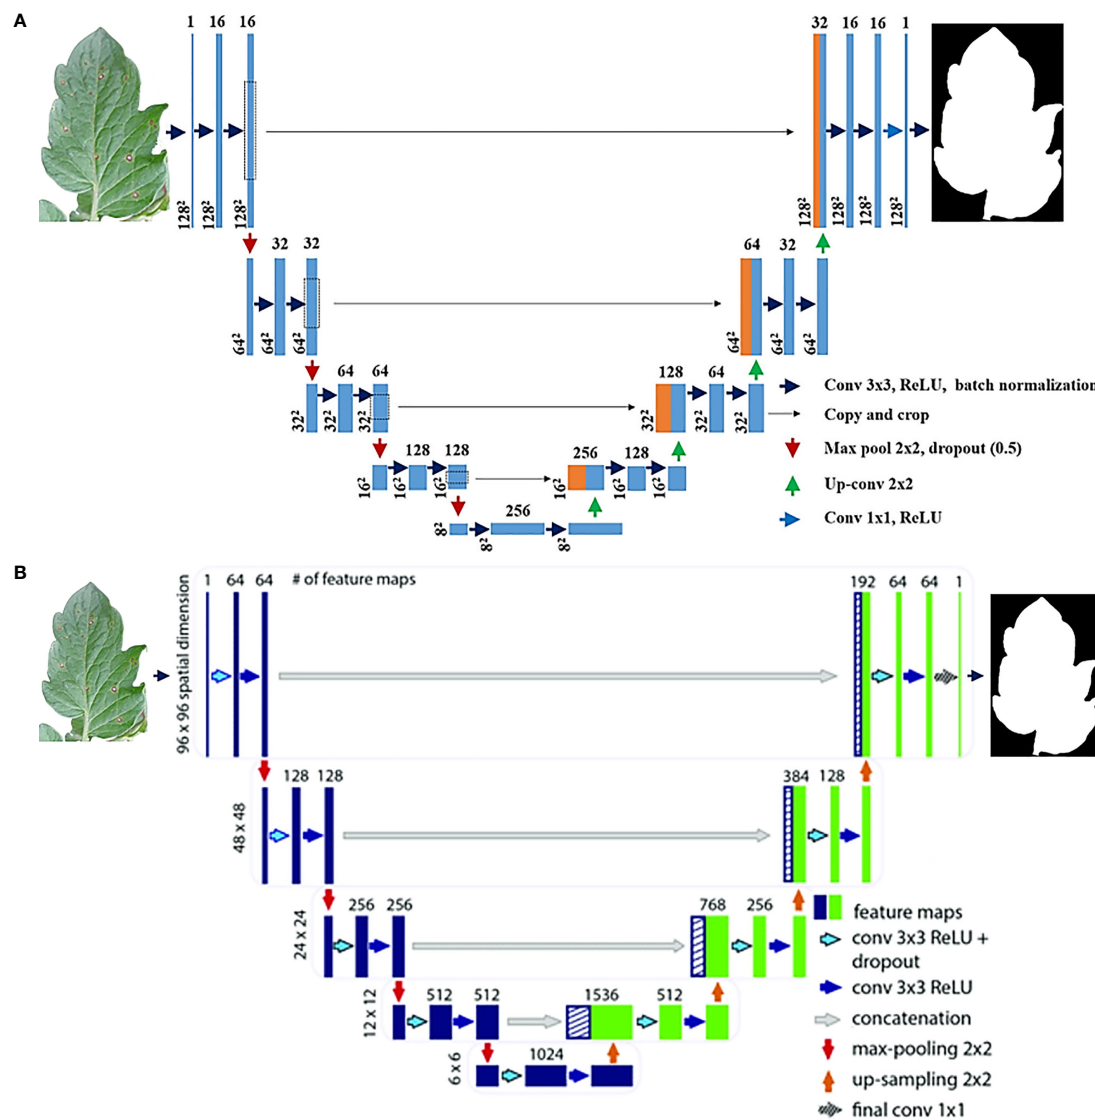 A
1 16 16 32 16 16 1
128² 128² 128² 128² 128² 128² 128²
32 32 64 32
64² 64² 64² 64² 64² 64²
64 64 128 64
32² 32² 32² 32² 32² 32²
128 128 256 128
16² 16² 16² 16² 16² 16²
256
8² 8² 8²
Conv 3x3, ReLU, batch normalization
Copy and crop
Max pool 2x2, dropout (0.5)
Up-conv 2x2
Conv 1x1, ReLU
B
1 64 64 # of feature maps 192 64 64 1
96 x 96 spatial dimension
128 128 384 128
48 x 48
256 256 768 256
24 x 24
512 512 1536 512
12 x 12
1024
6 x 6
feature maps
conv 3x3 ReLU +
dropout
conv 3x3 ReLU
concatenation
max-pooling 2x2
up-sampling 2x2
final conv 1x1